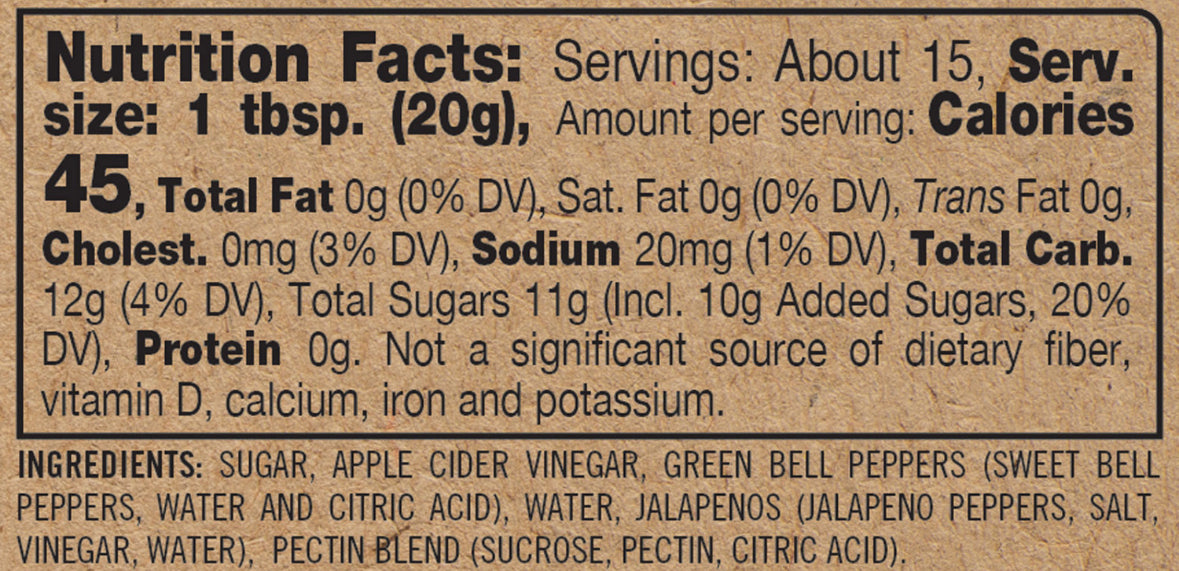 Nutrition Facts: Servings: About 15, Serv.
size: 1 tbsp. (20g), Amount per serving: Calories
45, Total Fat 0g (0% DV), Sat. Fat 0g (0% DV), Trans Fat 0g,
Cholest. 0mg (3% DV), Sodium 20mg (1% DV), Total Carb.
12g (4% DV), Total Sugars 11g (Incl. 10g Added Sugars, 20%
DV), Protein 0g. Not a significant source of dietary fiber,
vitamin D, calcium, iron and potassium.
INGREDIENTS: SUGAR, APPLE CIDER VINEGAR, GREEN BELL PEPPERS (SWEET BELL
PEPPERS, WATER AND CITRIC ACID), WATER, JALAPENOS (JALAPENO PEPPERS, SALT,
VINEGAR, WATER), PECTIN BLEND (SUCROSE, PECTIN, CITRIC ACID).